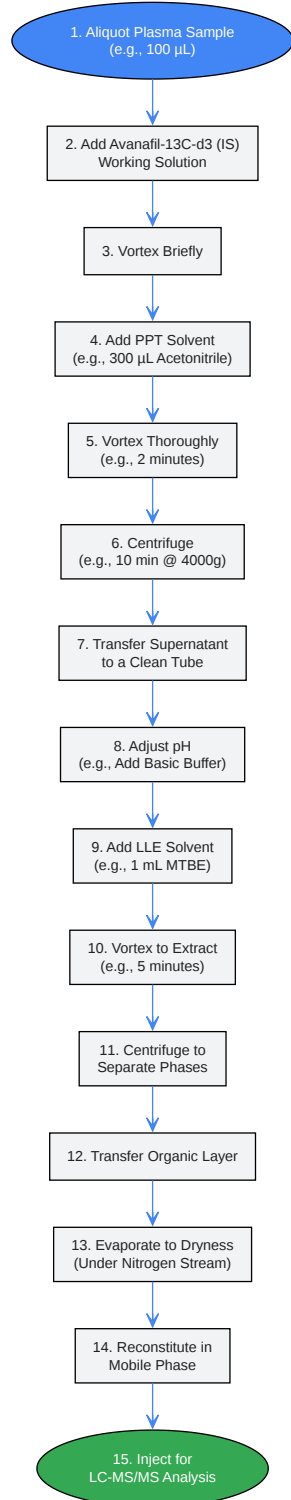 1. Aliquot Plasma Sample
(e.g., 100 µL)
2. Add Avanafil-13C-d3 (IS)
Working Solution
3. Vortex Briefly
4. Add PPT Solvent
(e.g., 300 µL Acetonitrile)
5. Vortex Thoroughly
(e.g., 2 minutes)
6. Centrifuge
(e.g., 10 min @ 4000g)
7. Transfer Supernatant
to a Clean Tube
8. Adjust pH
(e.g., Add Basic Buffer)
9. Add LLE Solvent
(e.g., 1 mL MTBE)
10. Vortex to Extract
(e.g., 5 minutes)
11. Centrifuge to
Separate Phases
12. Transfer Organic Layer
13. Evaporate to Dryness
(Under Nitrogen Stream)
14. Reconstitute in
Mobile Phase
15. Inject for
LC-MS/MS Analysis